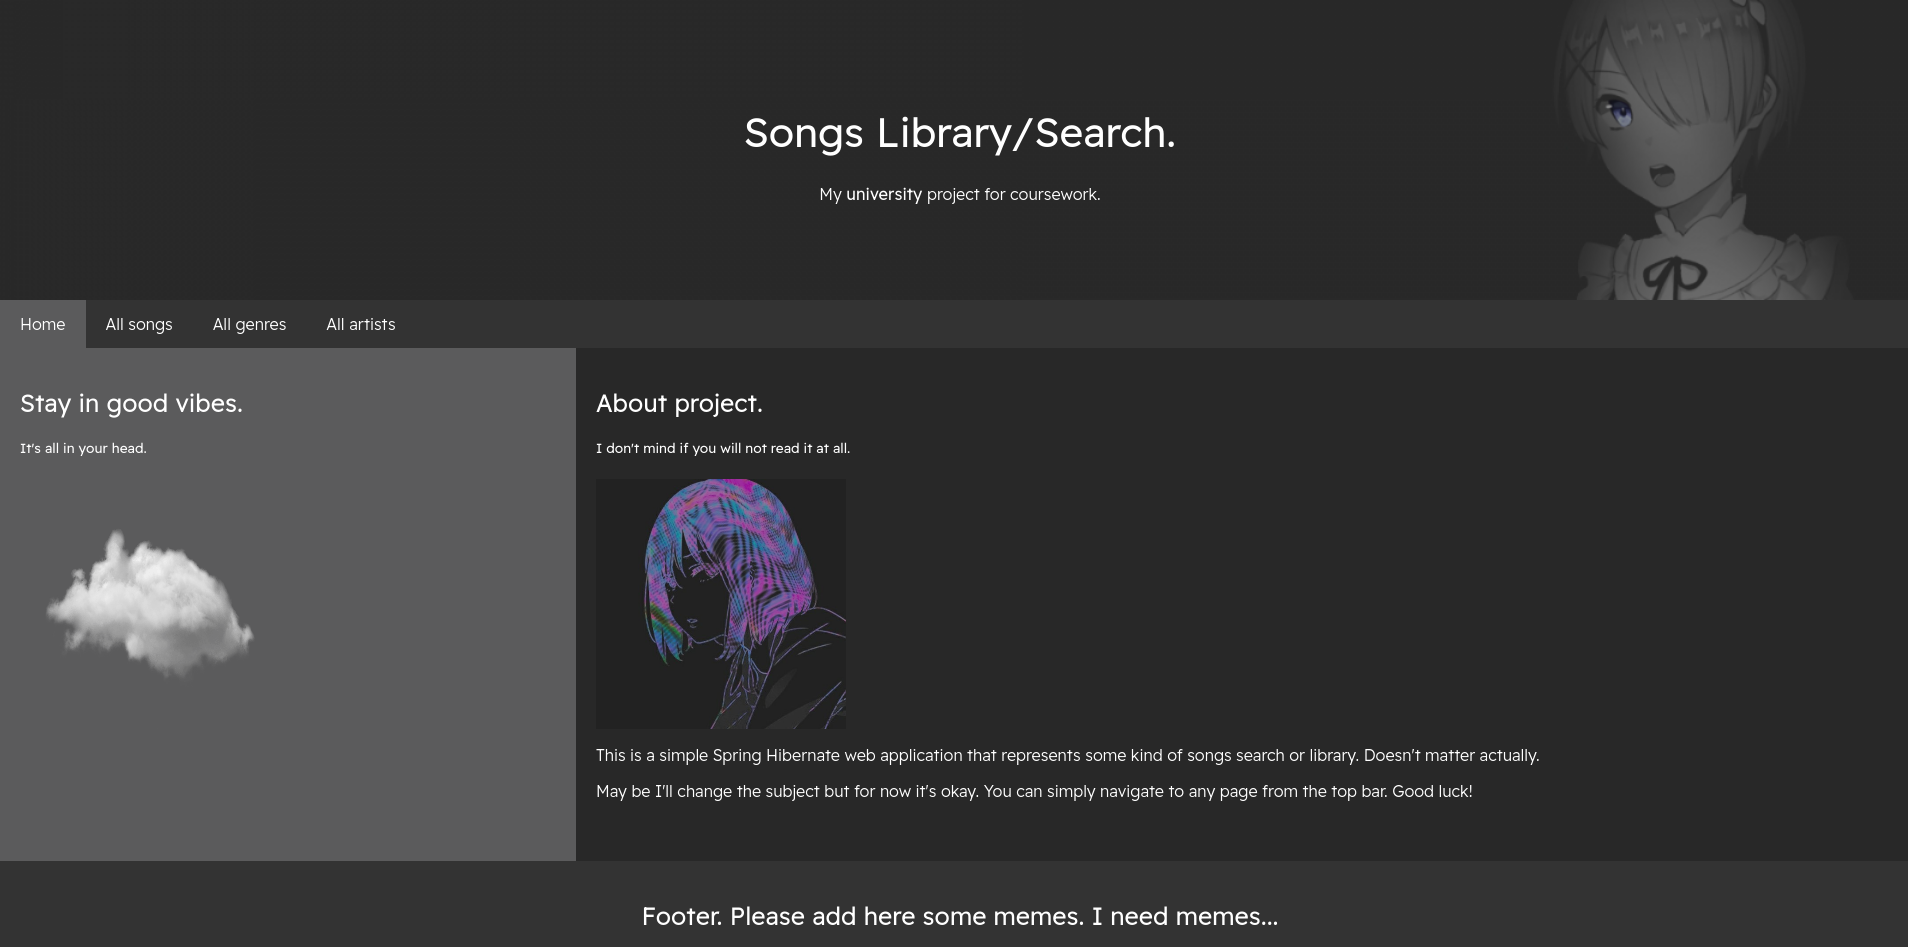 Songs Library/Search.
My university project for coursework.
Home
All songs
All genres
All artists
Stay in good vibes.
It's all in your head.
About project.
I don't mind if you will not read it at all.
This is a simple Spring Hibernate web application that represents some kind of songs search or library. Doesn't matter actually.
May be I'll change the subject but for now it's okay. You can simply navigate to any page from the top bar. Good luck!
Footer. Please add here some memes. I need memes...